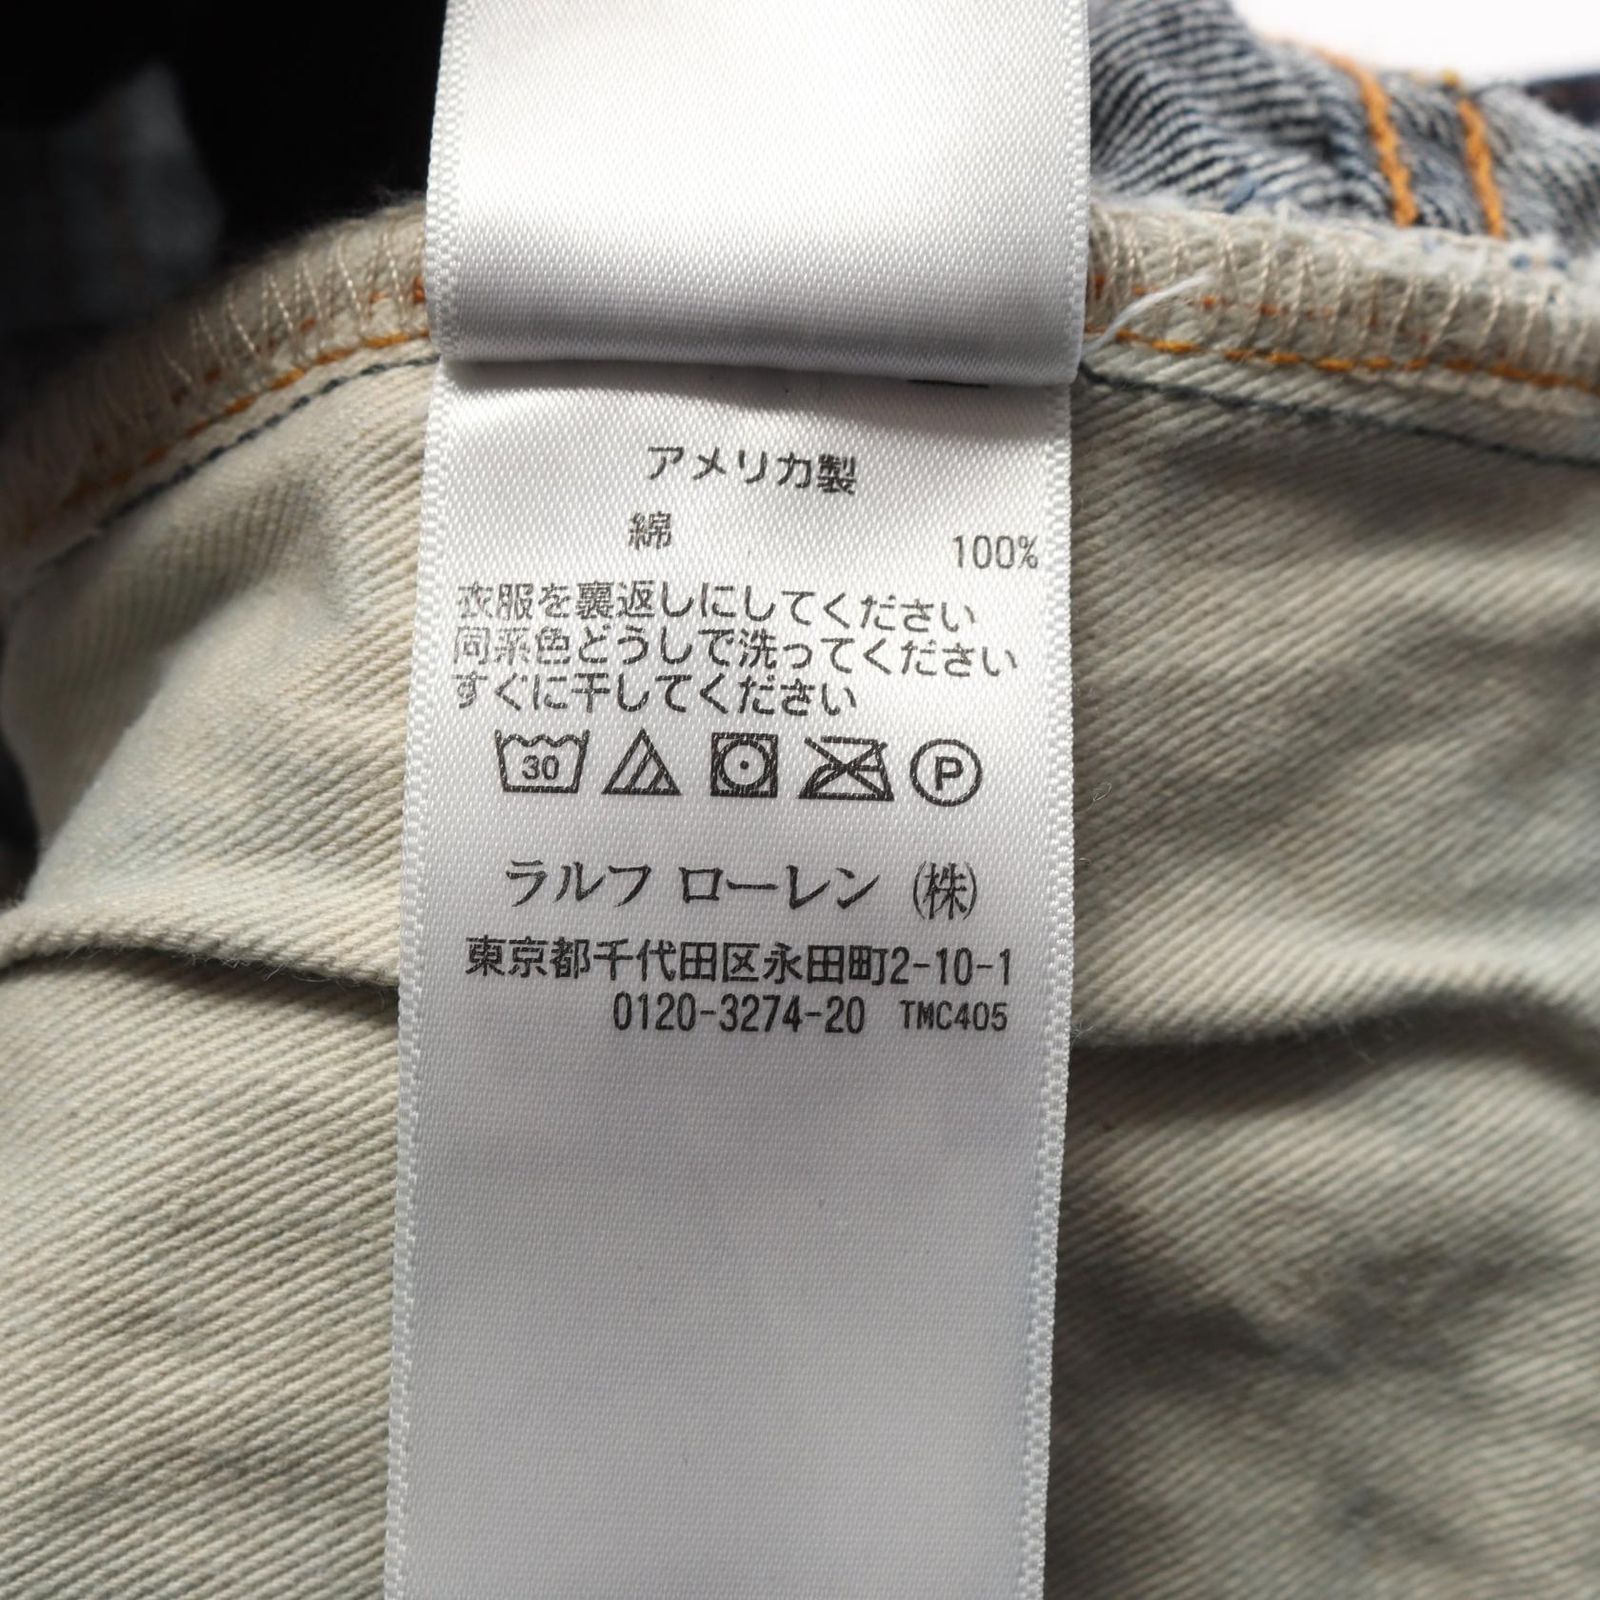 アメリカ製
綿 100%
衣服を裏返しにしてください
同系色どうしで洗ってください
すぐに干してください
30 P
ラルフ ローレン ㈱
東京都千代田区永田町2-10-1
0120-3274-20 TMC405